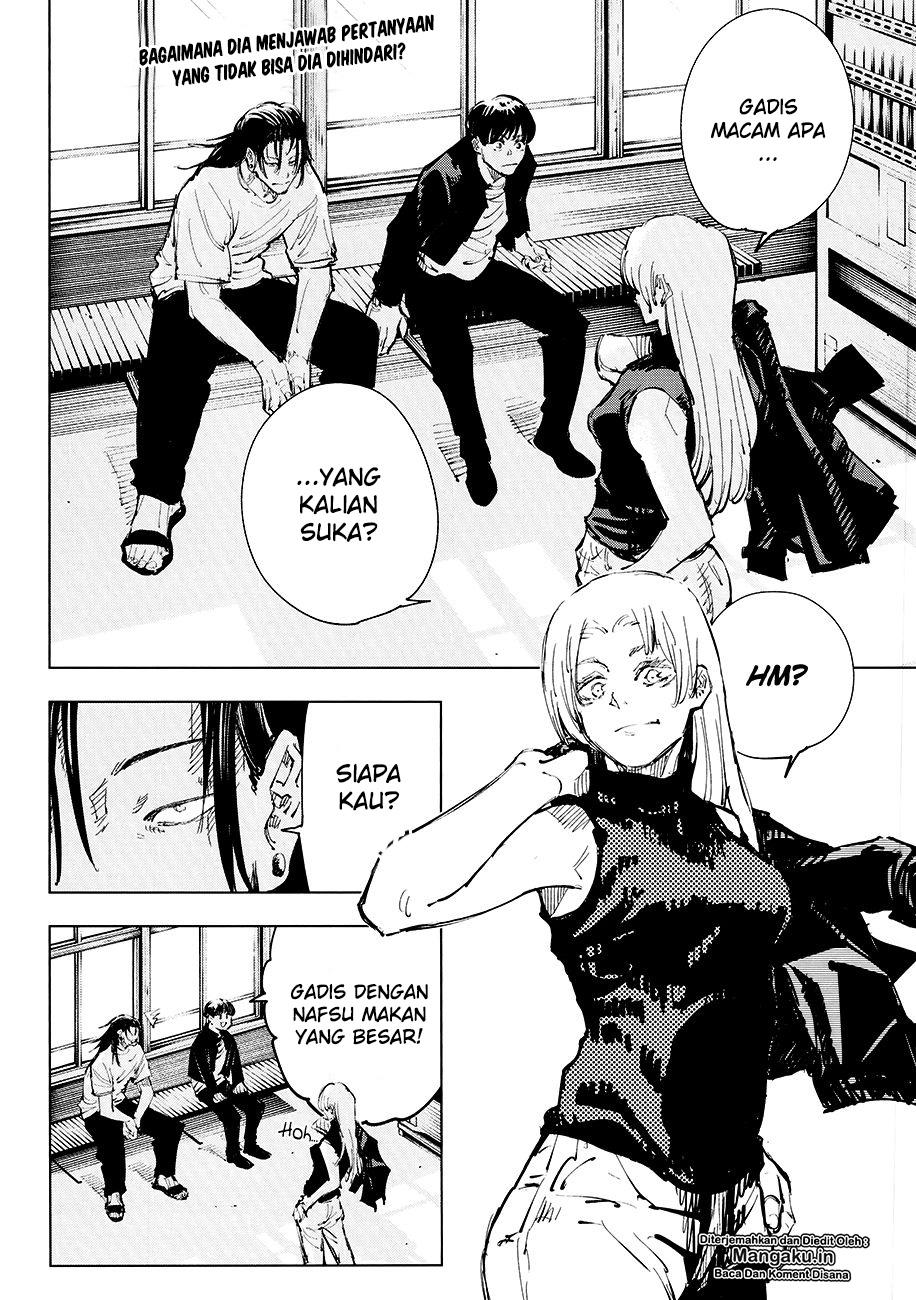 BAGAIMANA DIA MENJAWAB PERTANYAAN
YANG TIDAK BISA DIA DIHINDARI?
GADIS
MACAM APA
...
...YANG
KALIAN
SUKA?
HM?
SIAPA
KAU?
GADIS DENGAN
NAFSU MAKAN
YANG BESAR!
HOH...
Diterjemahkan dan Diedit Oleh :
Mangaku.in
Baca Dan Koment Disana